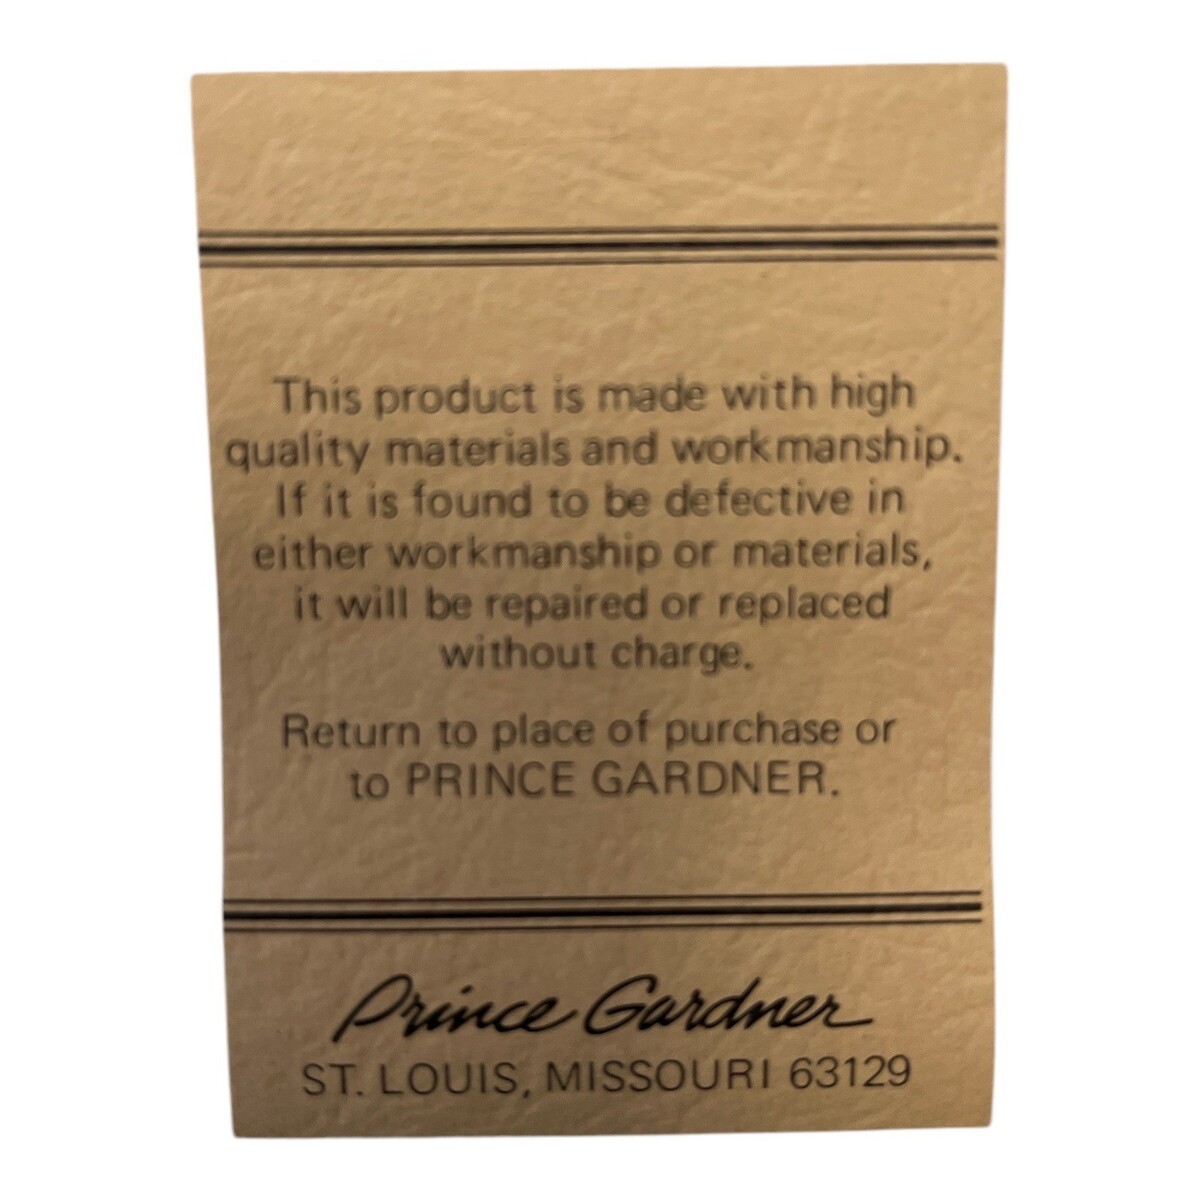 This product is made with high
quality materials and workmanship.
If it is found to be defective in
either workmanship or materials,
it will be repaired or replaced
without charge.
Return to place of purchase or
to PRINCE GARDNER.
Prince Gardner
ST. LOUIS, MISSOURI 63129